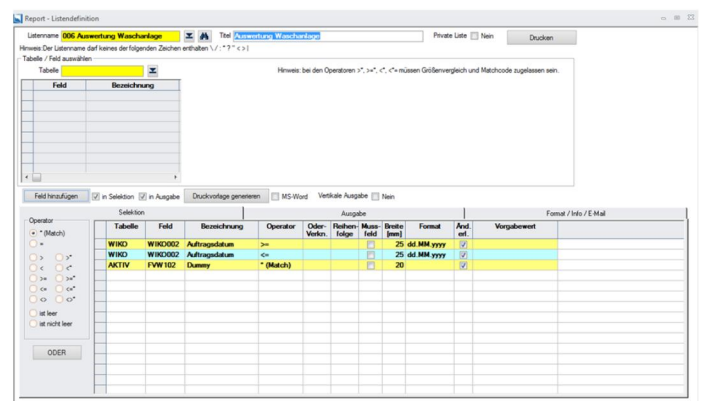 Report - Listendefinition
Listenname 006 Auswertung Waschanlage Titel Auswertung Waschanlage Private Liste Nein Drucken
Hinweis:Der Listenname darf keines der folgenden Zeichen enthalten \ / : * ? " < > |
Tabelle / Feld auswählen
Tabelle Hinweis: bei den Operatoren >*, >=*, <*, <*= müssen Größenvergleich und Matchcode zugelassen sein.
Feld Bezeichnung
Feld hinzufügen in Selektion in Ausgabe Druckvorlage generieren MS-Word Vertikale Ausgabe Nein
Selektion Ausgabe Format / Info / E-Mail
Operator
Tabelle Feld Bezeichnung Operator Oder-Verkn. Reihen-folge Muss-feld Breite [mm] Format Änd. erl. Vorgabewert
* (Match)
=
WIKO WIKO002 Auftragsdatum >= 25 dd.MM.yyyy
WIKO WIKO002 Auftragsdatum <= 25 dd.MM.yyyy
AKTIV FVW102 Dummy * (Match) 20
> >*
< <*
>= >=*
<= <=*
<> <>*
ist leer
ist nicht leer
ODER